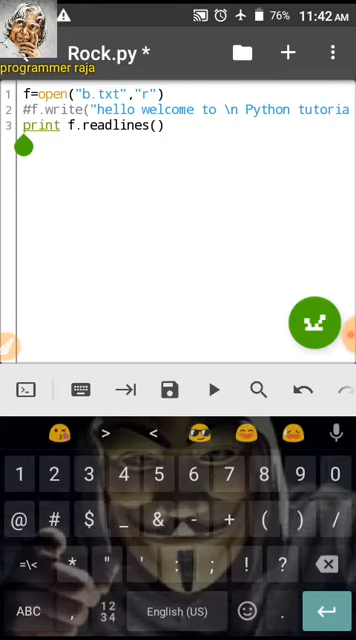 76% 11:42 AM
Rock.py *
programmer raja
1 f=open("b.txt","r")
2 #f.write("hello welcome to \n Python tutoria
3 print f.readlines()
> <
1 2 3 4 5 6 7 8 9 0
@ # $ _ & - + ( ) /
=\< * " ' : ; ! ?
ABC , 12 34 English (US) .